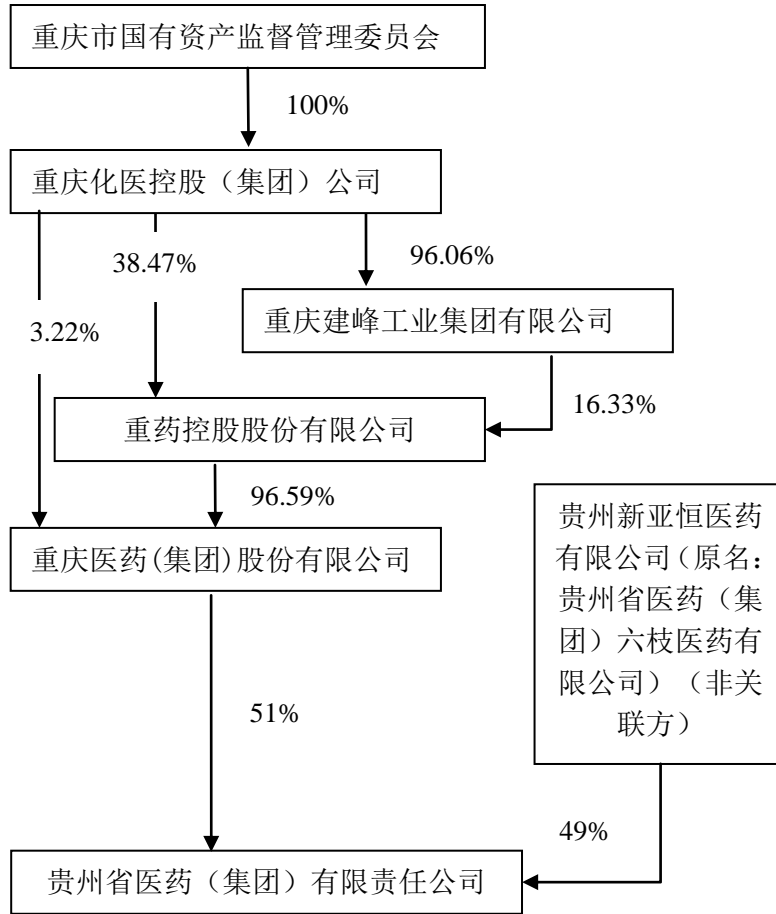 重庆市国有资产监督管理委员会
100%
重庆化医控股（集团）公司
38.47%
96.06%
3.22%
重庆建峰工业集团有限公司
16.33%
重药控股股份有限公司
96.59%
重庆医药(集团)股份有限公司
贵州新亚恒医药
有限公司（原名：
贵州省医药（集
团）六枝医药有
限公司）（非关
联方）
51%
49%
贵州省医药（集团）有限责任公司